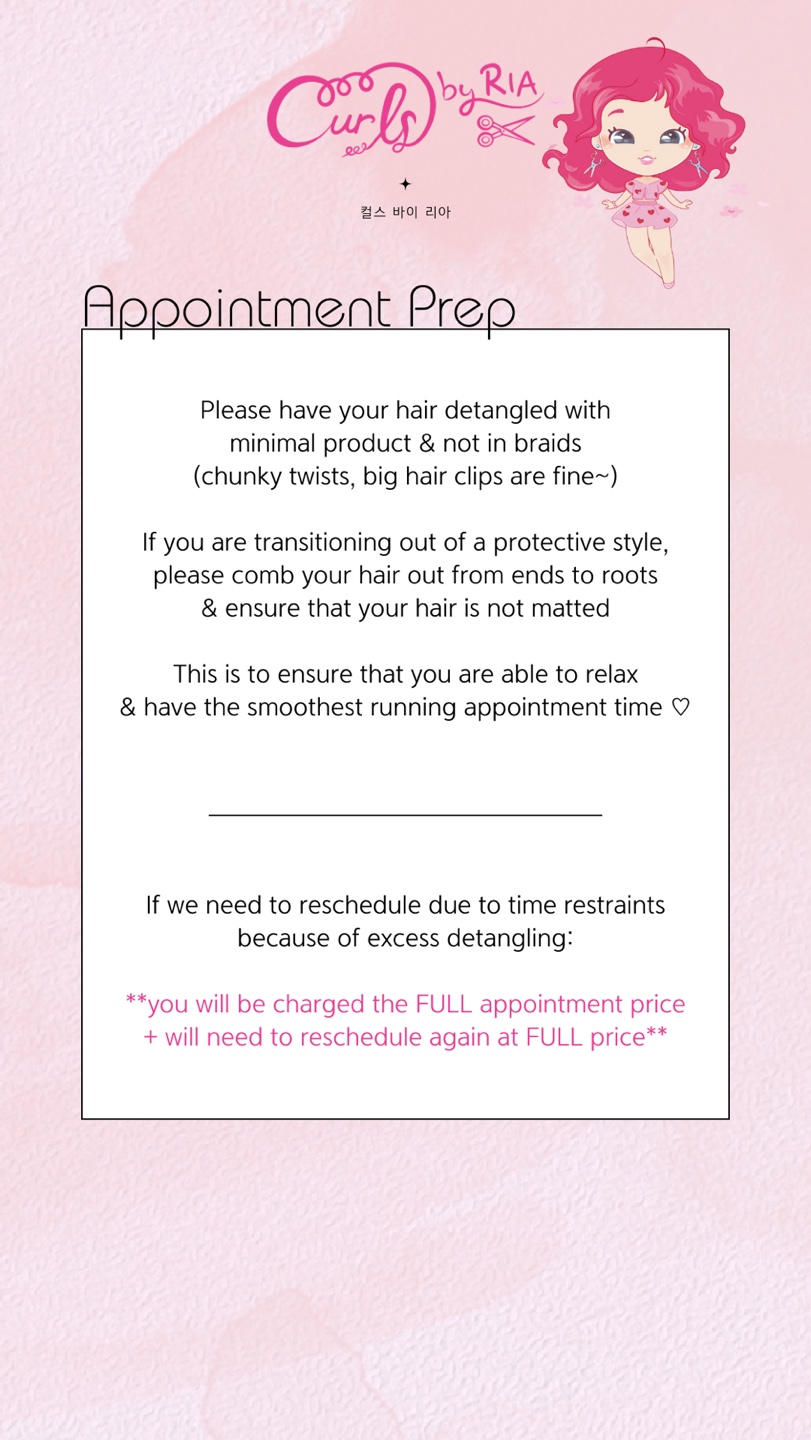 Curls by RIA
컬스 바이 리아
Appointment Prep
Please have your hair detangled with
minimal product & not in braids
(chunky twists, big hair clips are fine~)
If you are transitioning out of a protective style,
please comb your hair out from ends to roots
& ensure that your hair is not matted
This is to ensure that you are able to relax
& have the smoothest running appointment time ♡
If we need to reschedule due to time restraints
because of excess detangling:
**you will be charged the FULL appointment price
+ will need to reschedule again at FULL price**